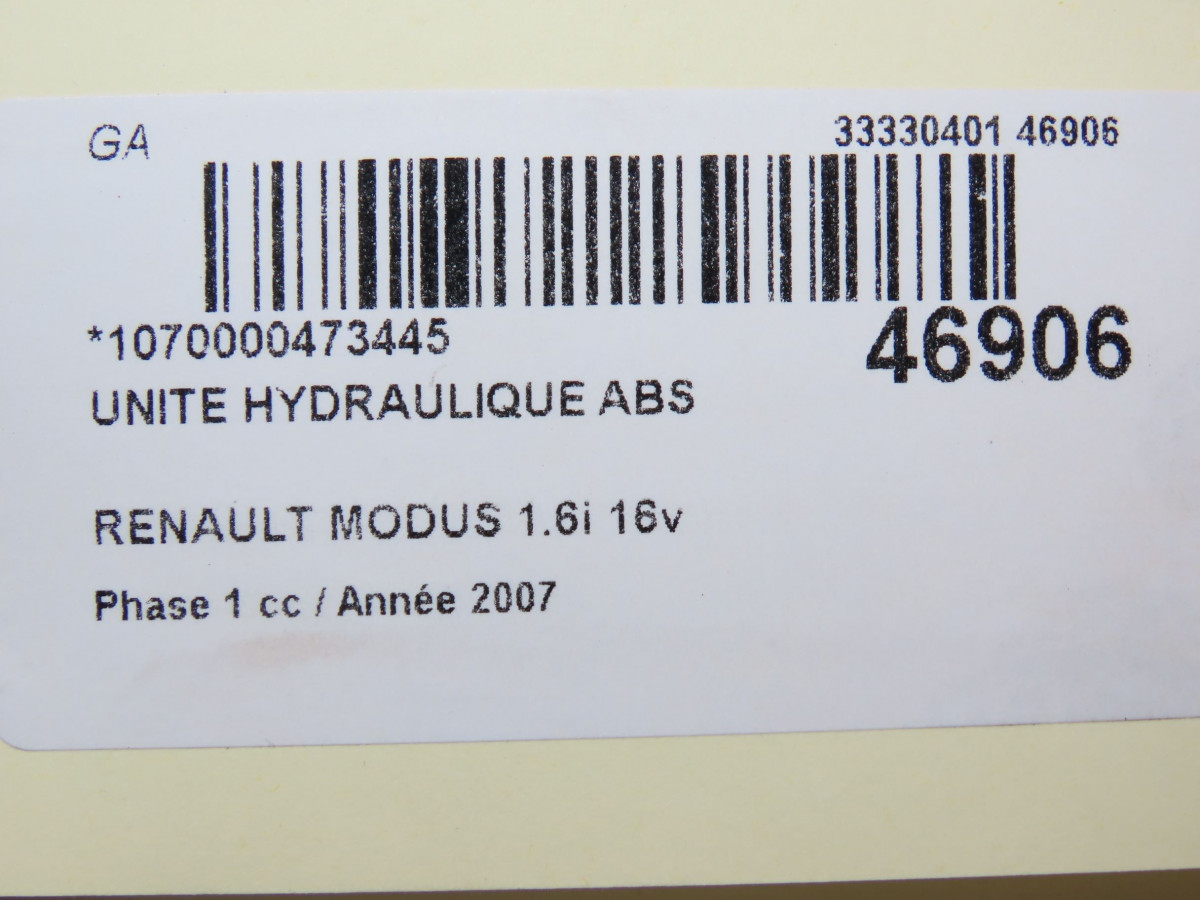 GA
33330401 46906
*1070000473445
46906
UNITE HYDRAULIQUE ABS
RENAULT MODUS 1.6i 16v
Phase 1 cc / Année 2007